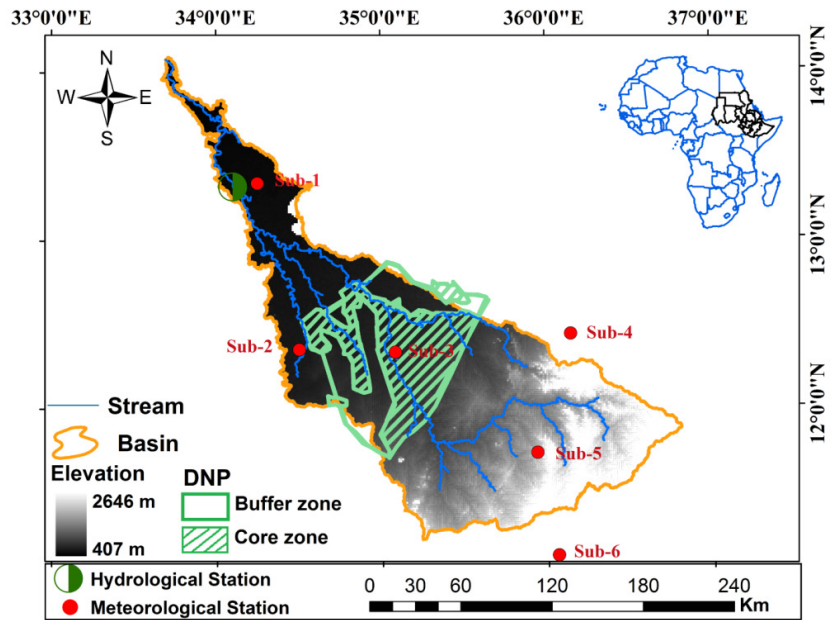 33°0'0"E 34°0'0"E 35°0'0"E 36°0'0"E 37°0'0"E
14°0'0"N
13°0'0"N
12°0'0"N
N
W E
S
Sub-1
Sub-2
Sub-3
Sub-4
Sub-5
Sub-6
Stream
Basin
Elevation
2646 m
407 m
DNP
Buffer zone
Core zone
Hydrological Station
Meteorological Station
0 30 60 120 180 240
Km